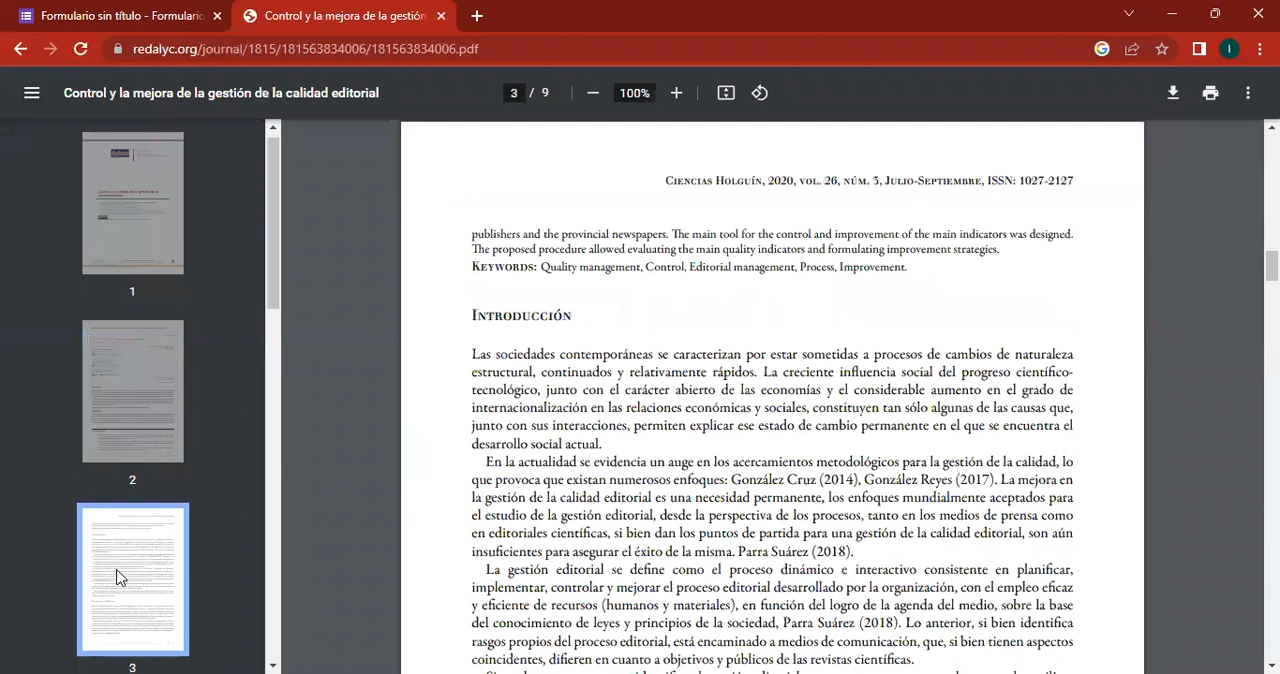 Formulario sin título - Formulario
Control y la mejora de la gestión
redalyc.org/journal/1815/181563834006/181563834006.pdf
I
Control y la mejora de la gestión de la calidad editorial
3 / 9
100%
1
2
3
CIENCIAS HOLGUÍN, 2020, VOL. 26, NÚM. 3, JULIO-SEPTIEMBRE, ISSN: 1027-2127
publishers and the provincial newspapers. The main tool for the control and improvement of the main indicators was designed.
The proposed procedure allowed evaluating the main quality indicators and formulating improvement strategies.
KEYWORDS: Quality management, Control, Editorial management, Process, Improvement.
INTRODUCCIÓN
Las sociedades contemporáneas se caracterizan por estar sometidas a procesos de cambios de naturaleza
estructural, continuados y relativamente rápidos. La creciente influencia social del progreso científico-
tecnológico, junto con el carácter abierto de las economías y el considerable aumento en el grado de
internacionalización en las relaciones económicas y sociales, constituyen tan sólo algunas de las causas que,
junto con sus interacciones, permiten explicar ese estado de cambio permanente en el que se encuentra el
desarrollo social actual.
En la actualidad se evidencia un auge en los acercamientos metodológicos para la gestión de la calidad, lo
que provoca que existan numerosos enfoques: González Cruz (2014), González Reyes (2017). La mejora en
la gestión de la calidad editorial es una necesidad permanente, los enfoques mundialmente aceptados para
el estudio de la gestión editorial, desde la perspectiva de los procesos, tanto en los medios de prensa como
en editoriales científicas, si bien dan los puntos de partida para una gestión de la calidad editorial, son aún
insuficientes para asegurar el éxito de la misma. Parra Suárez (2018).
La gestión editorial se define como el proceso dinámico e interactivo consistente en planificar,
implementar, controlar y mejorar el proceso editorial desarrollado por la organización, con el empleo eficaz
y eficiente de recursos (humanos y materiales), en función del logro de la agenda del medio, sobre la base
del conocimiento de leyes y principios de la sociedad, Parra Suárez (2018). Lo anterior, si bien identifica
rasgos propios del proceso editorial, está encaminado a medios de comunicación, que, si bien tienen aspectos
coincidentes, difieren en cuanto a objetivos y públicos de las revistas científicas.